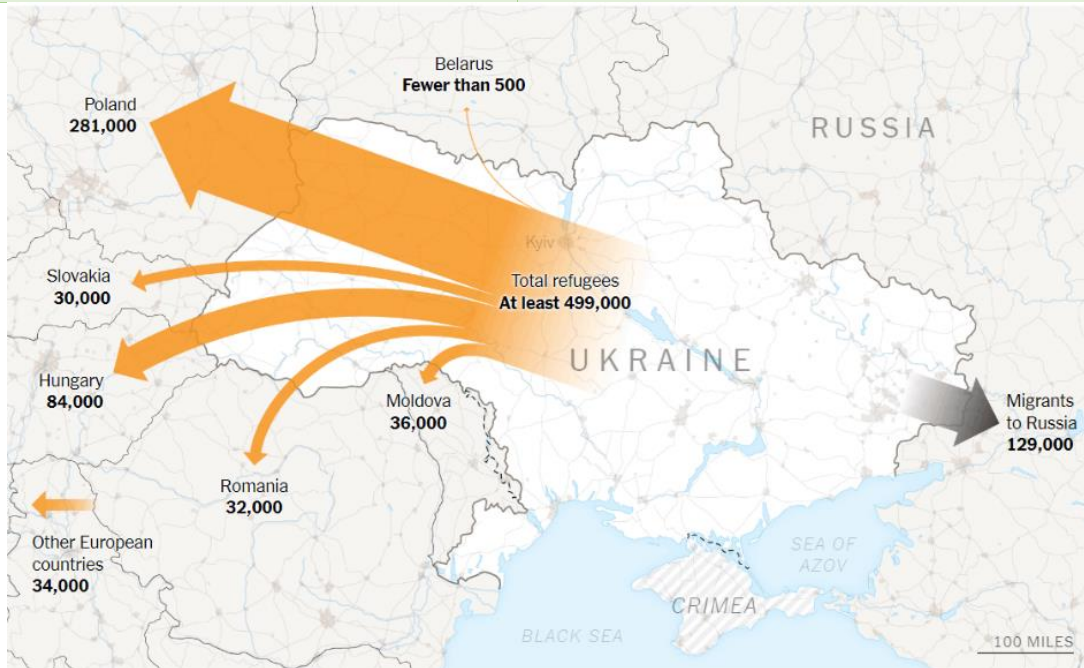 Belarus
Fewer than 500
Poland
281,000
RUSSIA
Kyiv
Slovakia
30,000
Total refugees
At least 499,000
UKRAINE
Hungary
84,000
Moldova
36,000
Migrants
to Russia
129,000
Romania
32,000
Other European
countries
34,000
SEA OF
AZOV
CRIMEA
BLACK SEA
100 MILES